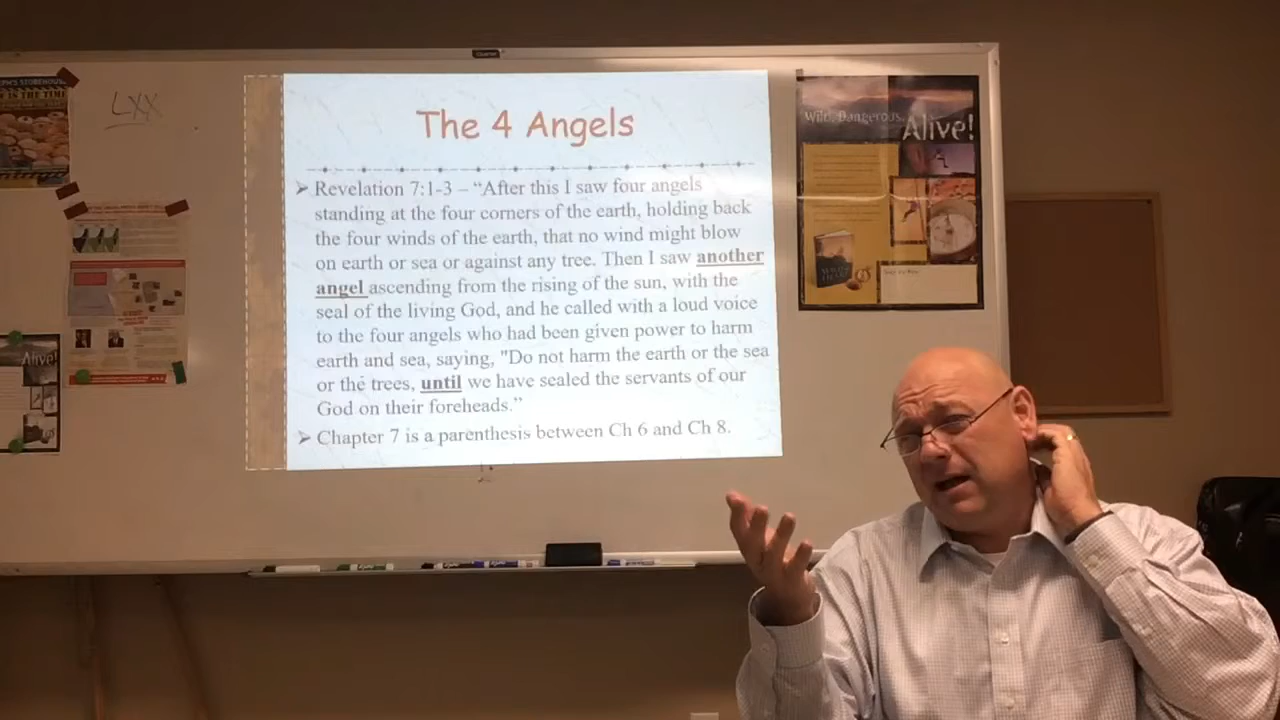 LXX
The 4 Angels
➢ Revelation 7:1-3 – “After this I saw four angels
standing at the four corners of the earth, holding back
the four winds of the earth, that no wind might blow
on earth or sea or against any tree. Then I saw another
angel ascending from the rising of the sun, with the
seal of the living God, and he called with a loud voice
to the four angels who had been given power to harm
earth and sea, saying, "Do not harm the earth or the sea
or the trees, until we have sealed the servants of our
God on their foreheads.”
➢ Chapter 7 is a parenthesis between Ch 6 and Ch 8.
Wild, Dangerous,
Alive!
Alive!